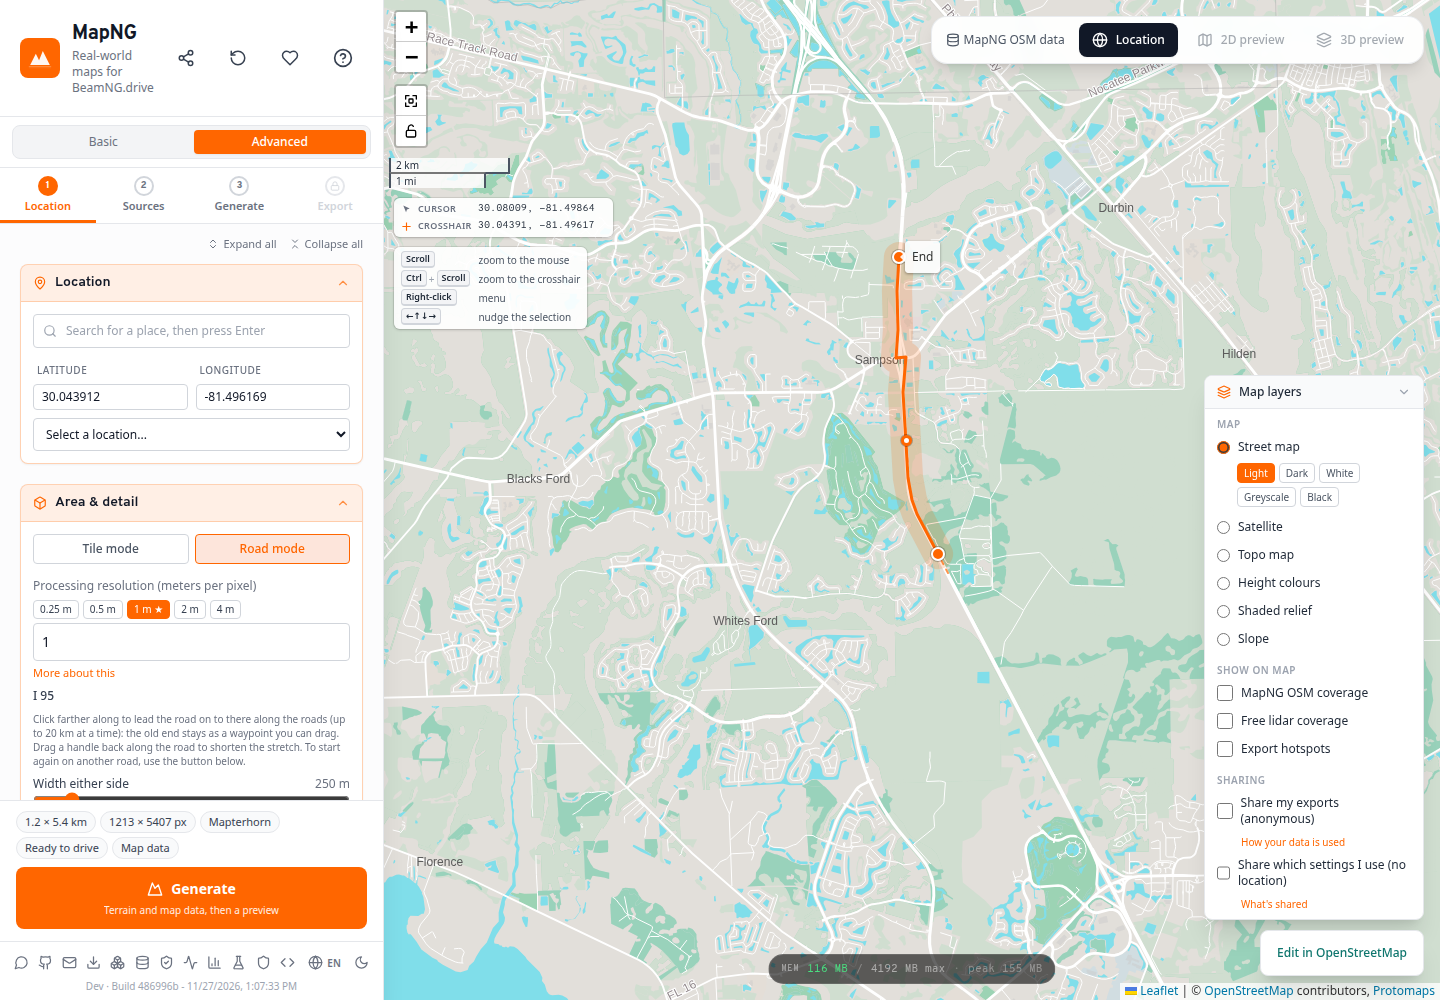 MapNG
Real-world
maps for
BeamNG.drive
Basic
Advanced
1
Location
2
Sources
3
Generate
Export
Expand all
Collapse all
Location
Search for a place, then press Enter
LATITUDE
LONGITUDE
30.043912
-81.496169
Select a location...
Area & detail
Tile mode
Road mode
Processing resolution (meters per pixel)
0.25 m
0.5 m
1 m ★
2 m
4 m
1
More about this
I 95
Click farther along to lead the road on to there along the roads (up
to 20 km at a time): the old end stays as a waypoint you can drag.
Drag a handle back along the road to shorten the stretch. To start
again on another road, use the button below.
Width either side
250 m
1.2 × 5.4 km
1213 × 5407 px
Mapterhorn
Ready to drive
Map data
Generate
Terrain and map data, then a preview
EN
Dev · Build 486996b - 11/27/2026, 1:07:33 PM
+
−
2 km
1 mi
CURSOR 30.08009, −81.49864
CROSSHAIR 30.04391, −81.49617
Scroll zoom to the mouse
Ctrl + Scroll zoom to the crosshair
Right-click menu
←↑↓→ nudge the selection
MapNG OSM data
Location
2D preview
3D preview
Race Track Road
Nocatee Parkw
Durbin
End
Sampson
Hilden
Blacks Ford
Whites Ford
Florence
FL 16
Map layers
MAP
Street map
Light
Dark
White
Greyscale
Black
Satellite
Topo map
Height colours
Shaded relief
Slope
SHOW ON MAP
MapNG OSM coverage
Free lidar coverage
Export hotspots
SHARING
Share my exports
(anonymous)
How your data is used
Share which settings I use (no
location)
What's shared
Edit in OpenStreetMap
MEM 116 MB / 4192 MB max · peak 155 MB
Leaflet | © OpenStreetMap contributors, Protomaps